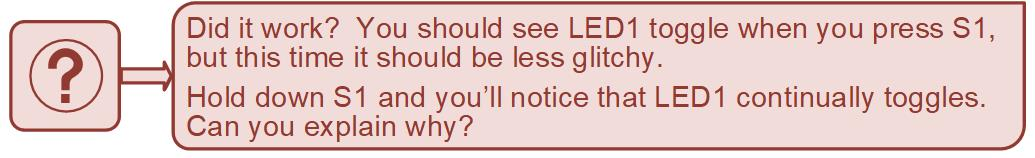 ?
Did it work?  You should see LED1 toggle when you press S1,
but this time it should be less glitchy.
Hold down S1 and you’ll notice that LED1 continually toggles.
Can you explain why?